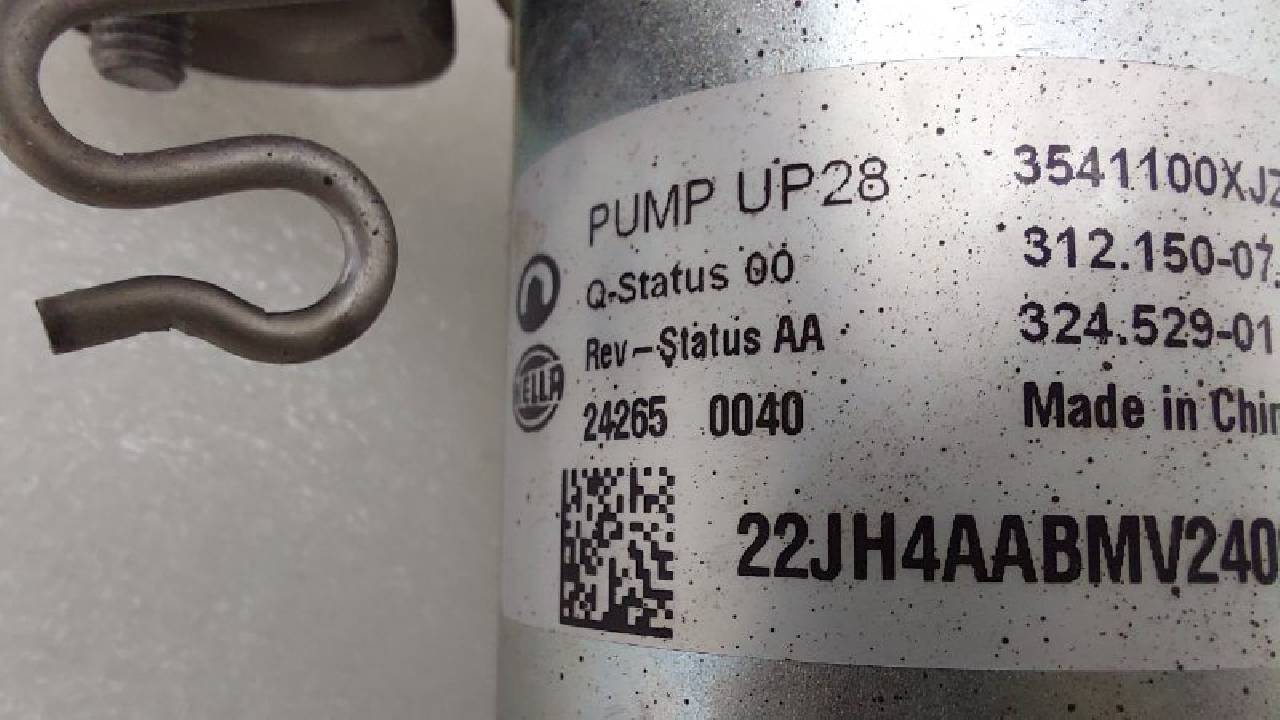 PUMP UP28
Q-Status 00
Rev-Status AA
24265 0040
HELLA
3541100XJZ
312.150-07
324.529-01
Made in Chin
22JH4AABMV240